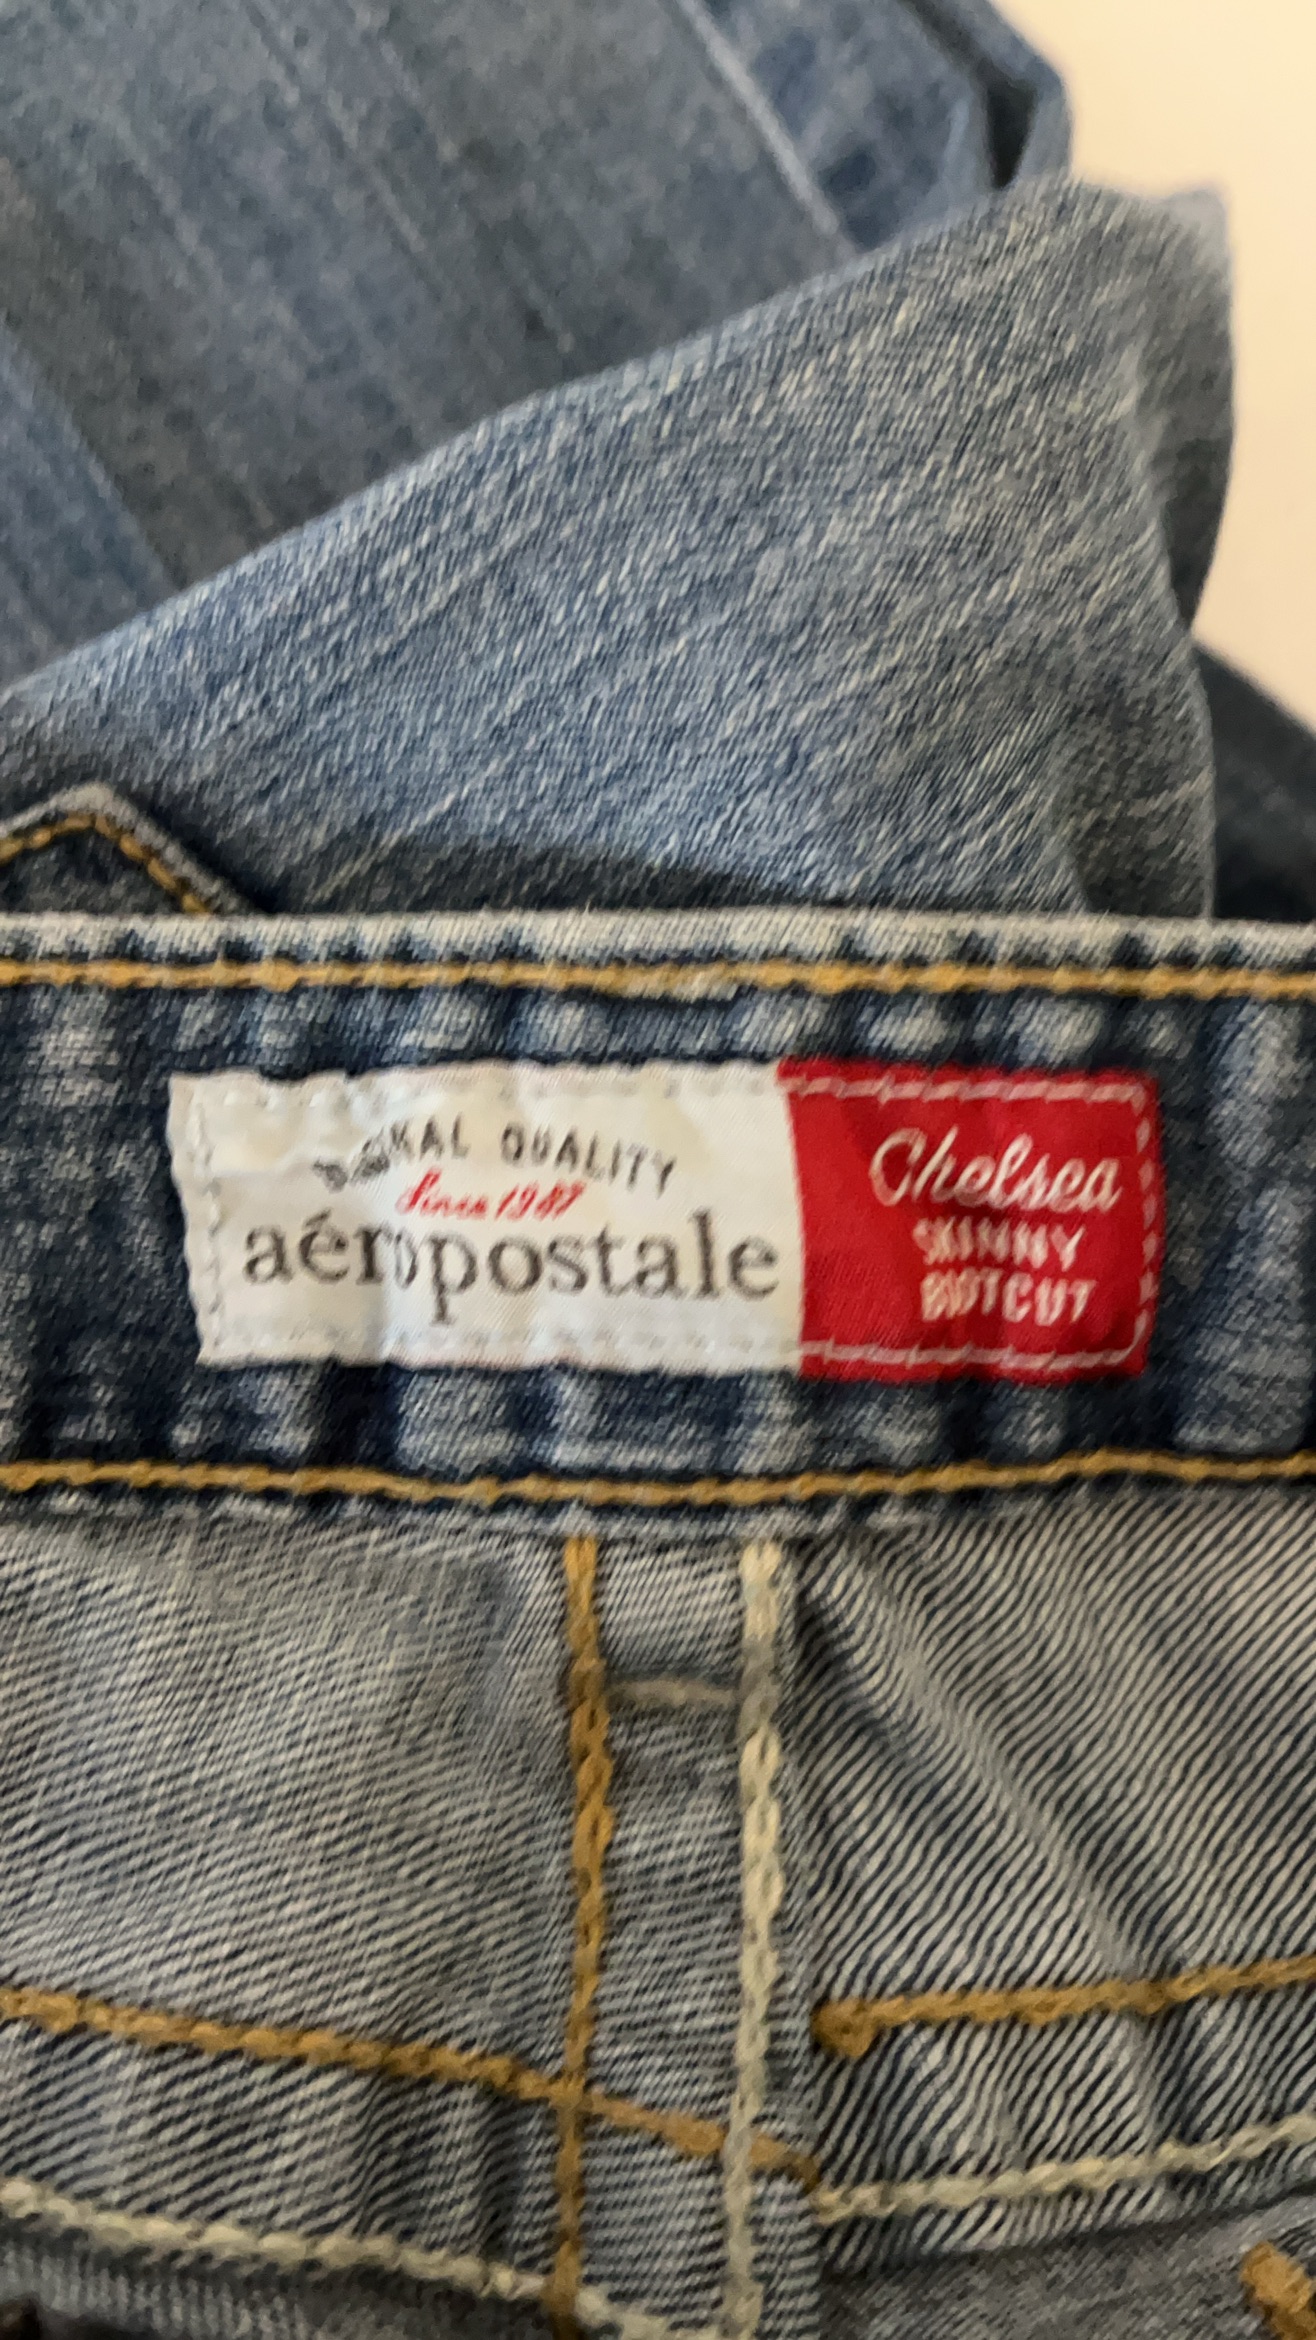 QUALITY
Since 1987
aéropostale
Chelsea
SKINNY
BOOTCUT